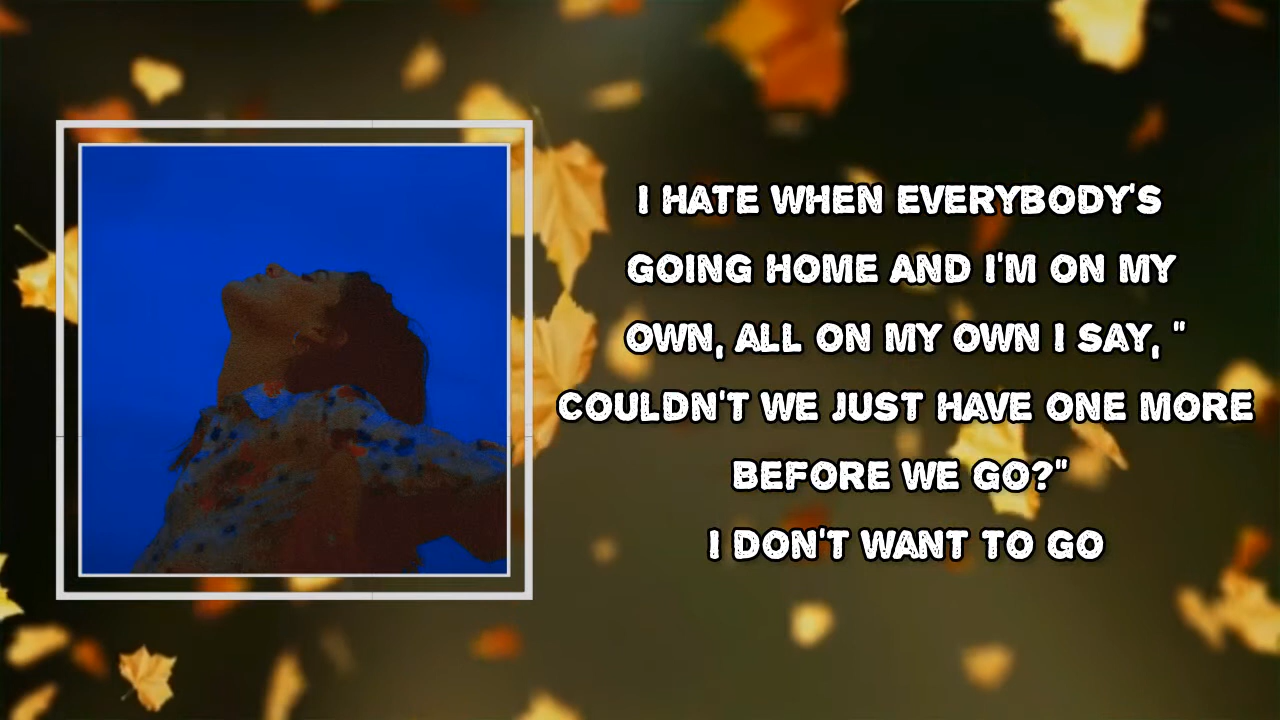 I HATE WHEN EVERYBODY'S
GOING HOME AND I'M ON MY
OWN, ALL ON MY OWN I SAY, "
COULDN'T WE JUST HAVE ONE MORE
BEFORE WE GO?"
I DON'T WANT TO GO